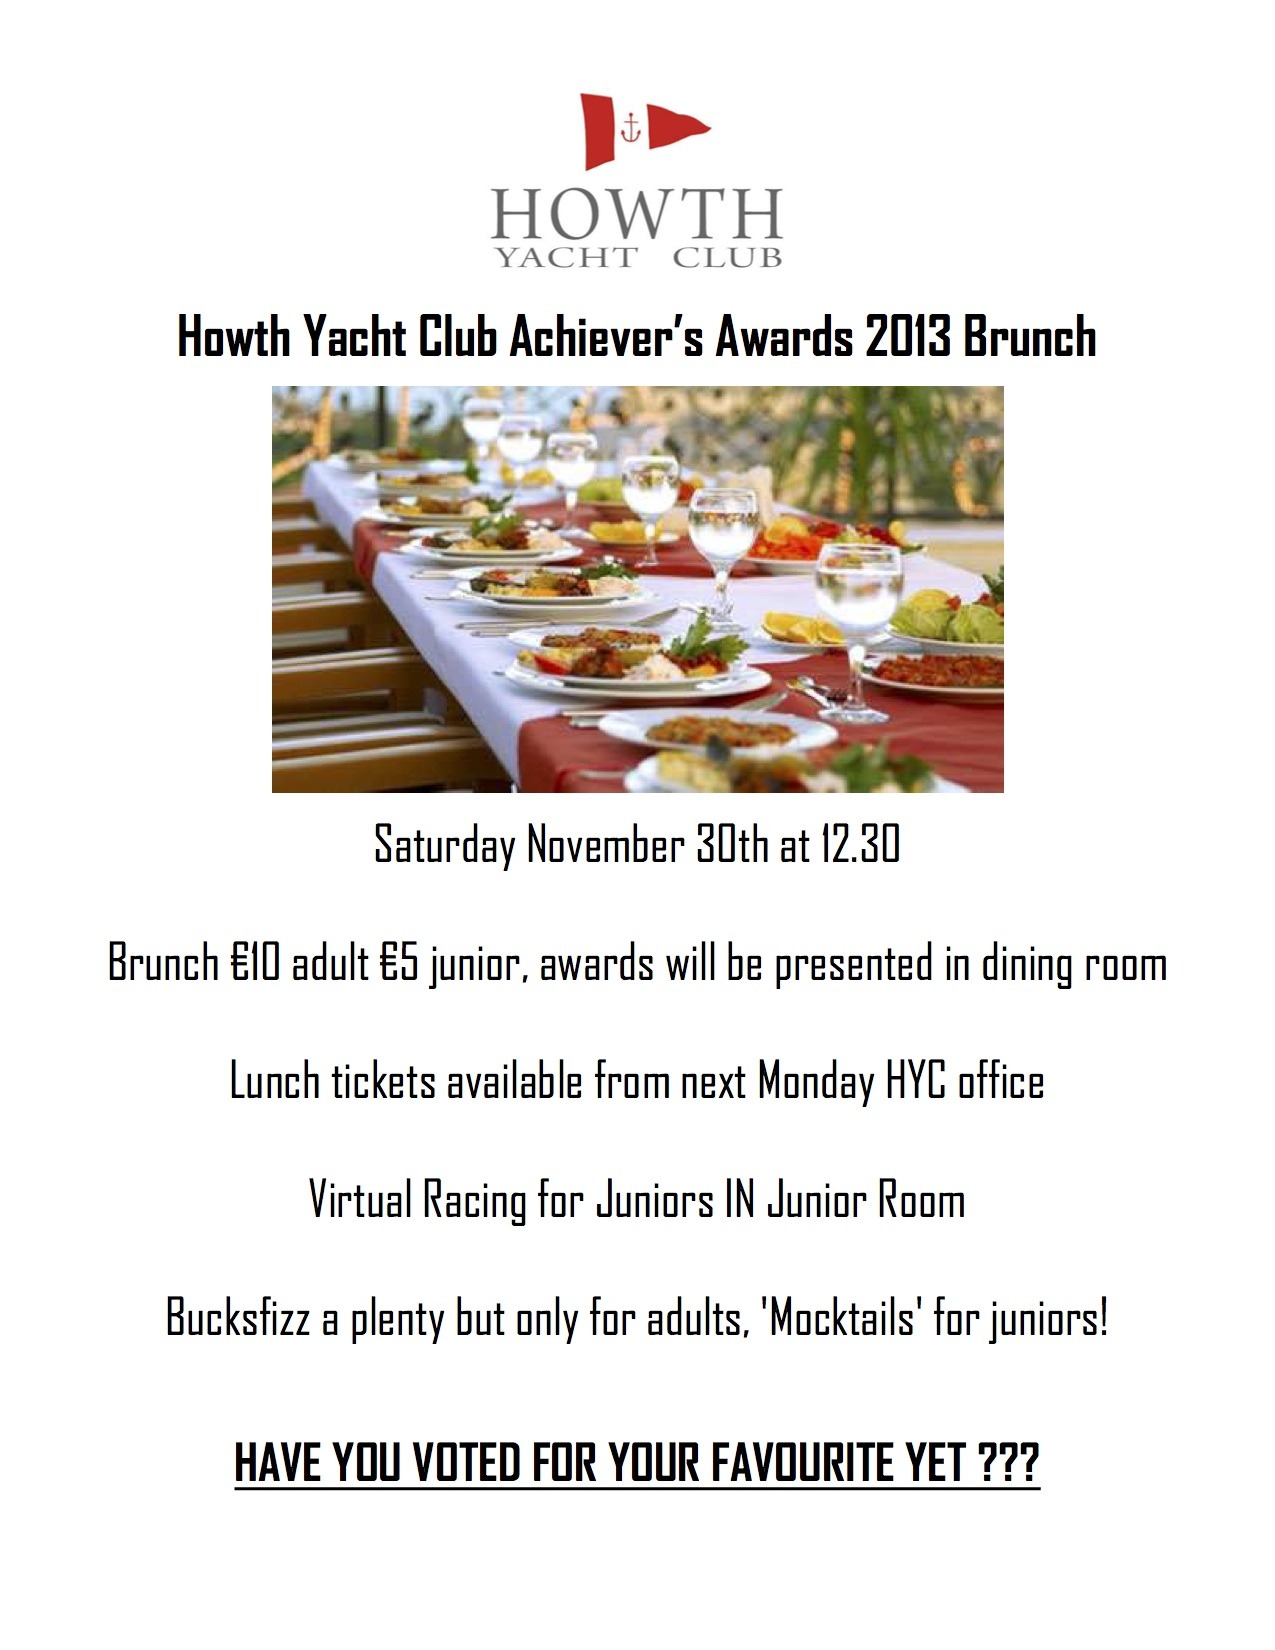 HOWTH
YACHT CLUB
Howth Yacht Club Achiever’s Awards 2013 Brunch
Saturday November 30th at 12.30
Brunch €10 adult €5 junior, awards will be presented in dining room
Lunch tickets available from next Monday HYC office
Virtual Racing for Juniors IN Junior Room
Bucksfizz a plenty but only for adults, 'Mocktails' for juniors!
HAVE YOU VOTED FOR YOUR FAVOURITE YET ???